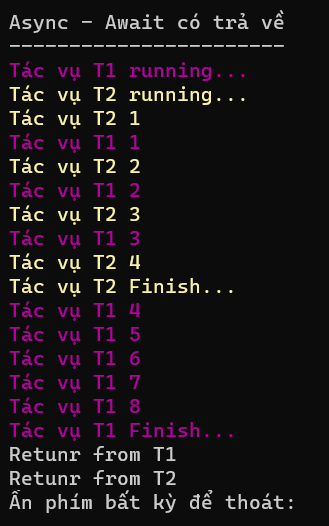 Async - Await có trả về
-----------------------
Tác vụ T1 running...
Tác vụ T2 running...
Tác vụ T2 1
Tác vụ T1 1
Tác vụ T2 2
Tác vụ T1 2
Tác vụ T2 3
Tác vụ T1 3
Tác vụ T2 4
Tác vụ T2 Finish...
Tác vụ T1 4
Tác vụ T1 5
Tác vụ T1 6
Tác vụ T1 7
Tác vụ T1 8
Tác vụ T1 Finish...
Retunr from T1
Retunr from T2
Ấn phím bất kỳ để thoát: